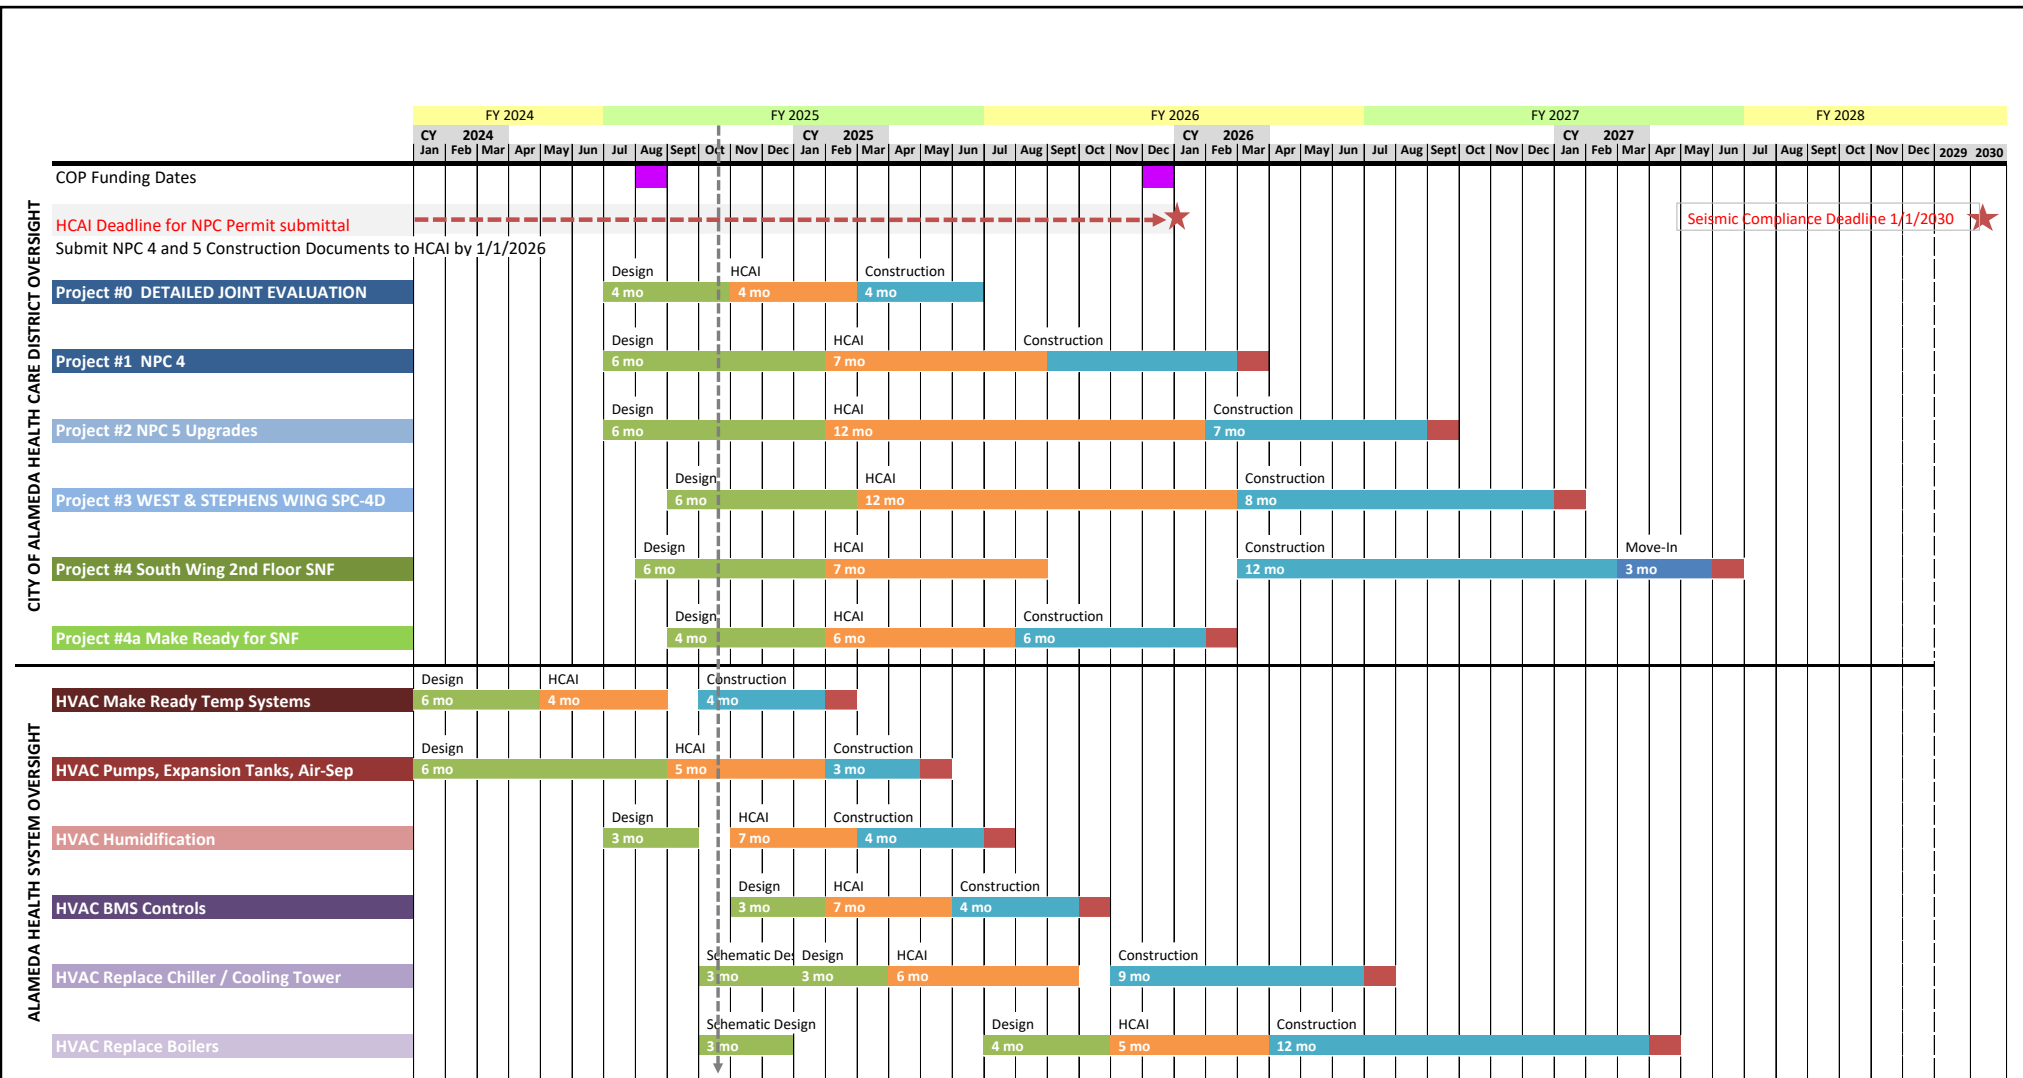 FY 2024 FY 2025 FY 2026 FY 2027 FY 2028
CY 2024 CY 2025 CY 2026 CY 2027
Jan Feb Mar Apr May Jun Jul Aug Sept Oct Nov Dec Jan Feb Mar Apr May Jun Jul Aug Sept Oct Nov Dec Jan Feb Mar Apr May Jun Jul Aug Sept Oct Nov Dec Jan Feb Mar Apr May Jun Jul Aug Sept Oct Nov Dec 2029 2030
CITY OF ALAMEDA HEALTH CARE DISTRICT OVERSIGHT
COP Funding Dates
HCAI Deadline for NPC Permit submittal
Seismic Compliance Deadline 1/1/2030
Submit NPC 4 and 5 Construction Documents to HCAI by 1/1/2026
Design HCAI Construction
Project #0 DETAILED JOINT EVALUATION 4 mo 4 mo 4 mo
Design HCAI Construction
Project #1 NPC 4 6 mo 7 mo
Design HCAI Construction
Project #2 NPC 5 Upgrades 6 mo 12 mo 7 mo
Design HCAI Construction
Project #3 WEST & STEPHENS WING SPC-4D 6 mo 12 mo 8 mo
Design HCAI Construction Move-In
Project #4 South Wing 2nd Floor SNF 6 mo 7 mo 12 mo 3 mo
Design HCAI Construction
Project #4a Make Ready for SNF 4 mo 6 mo 6 mo
ALAMEDA HEALTH SYSTEM OVERSIGHT
Design HCAI Construction
HVAC Make Ready Temp Systems 6 mo 4 mo 4 mo
Design HCAI Construction
HVAC Pumps, Expansion Tanks, Air-Sep 6 mo 5 mo 3 mo
Design HCAI Construction
HVAC Humidification 3 mo 7 mo 4 mo
Design HCAI Construction
HVAC BMS Controls 3 mo 7 mo 4 mo
Schematic Des Design HCAI Construction
HVAC Replace Chiller / Cooling Tower 3 mo 3 mo 6 mo 9 mo
Schematic Design Design HCAI Construction
HVAC Replace Boilers 3 mo 4 mo 5 mo 12 mo